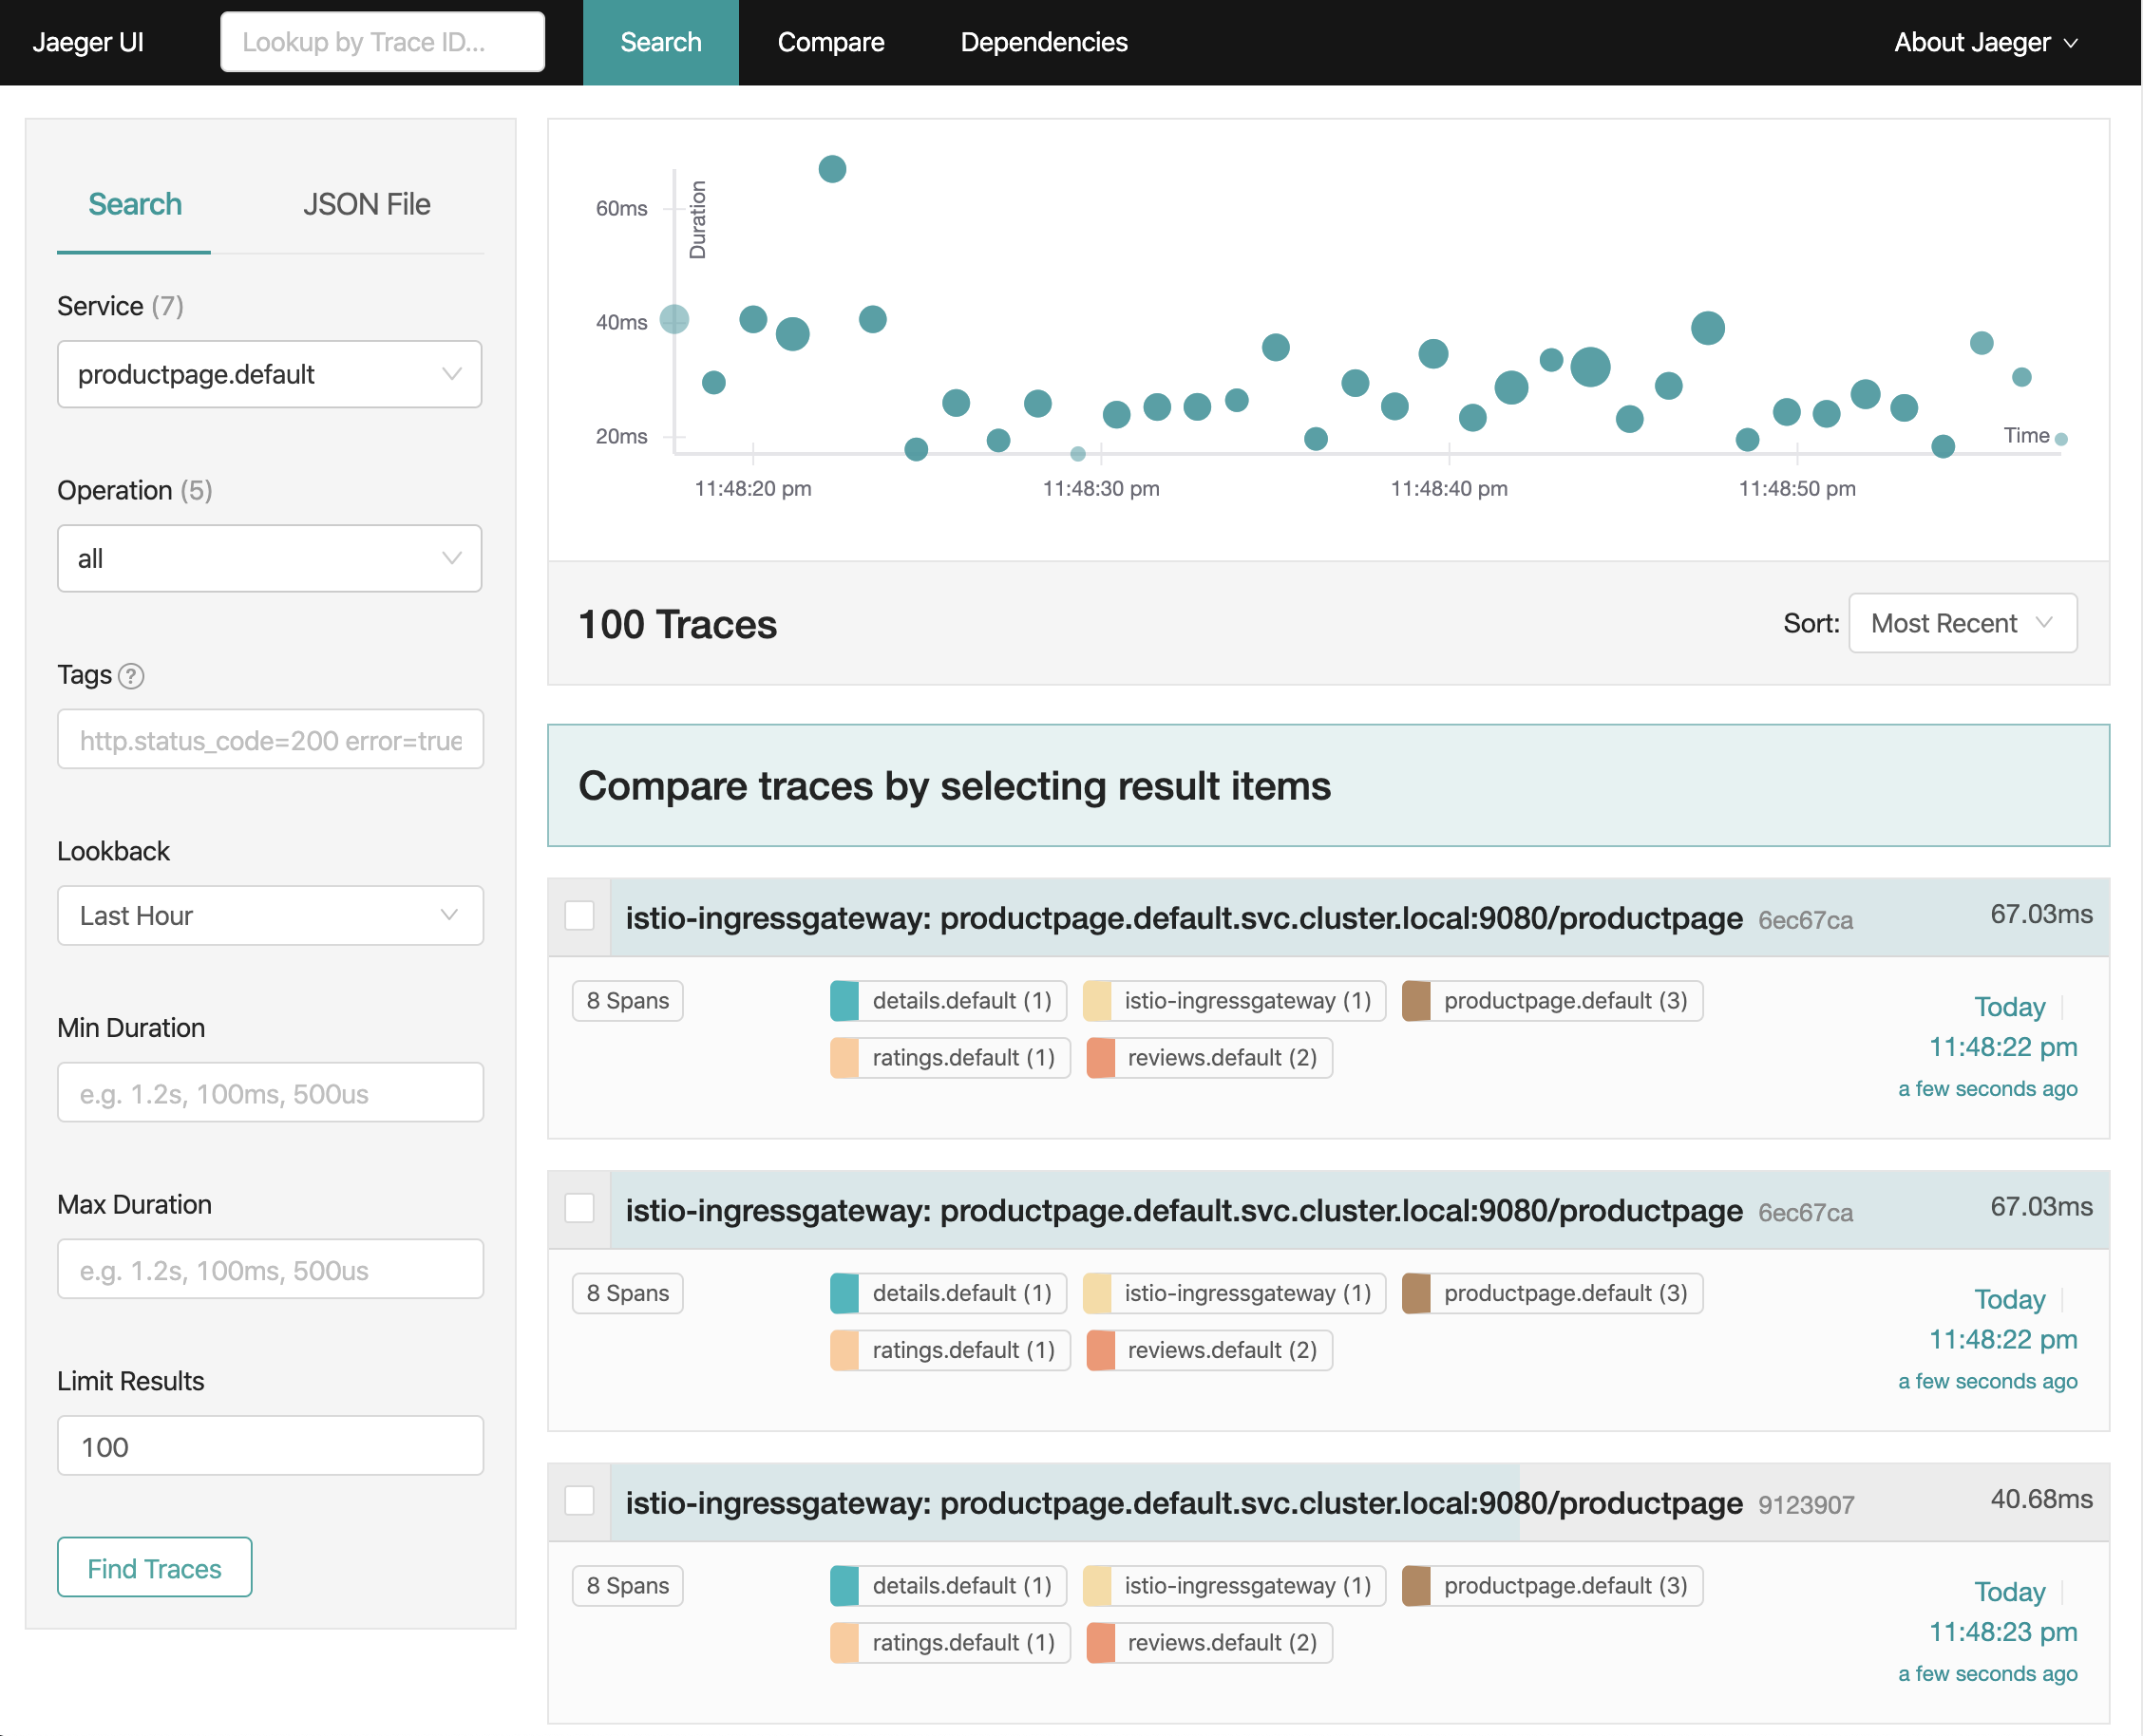 Jaeger UI
Lookup by Trace ID...
Search
Compare
Dependencies
About Jaeger
Search
JSON File
Service (7)
productpage.default
Operation (5)
all
Tags ?
http.status_code=200 error=true
Lookback
Last Hour
Min Duration
e.g. 1.2s, 100ms, 500us
Max Duration
e.g. 1.2s, 100ms, 500us
Limit Results
100
Find Traces
Duration
60ms
40ms
20ms
Time
11:48:20 pm
11:48:30 pm
11:48:40 pm
11:48:50 pm
100 Traces
Sort: Most Recent
Compare traces by selecting result items
istio-ingressgateway: productpage.default.svc.cluster.local:9080/productpage 6ec67ca 67.03ms
8 Spans
details.default (1)
istio-ingressgateway (1)
productpage.default (3)
ratings.default (1)
reviews.default (2)
Today
11:48:22 pm
a few seconds ago
istio-ingressgateway: productpage.default.svc.cluster.local:9080/productpage 6ec67ca 67.03ms
8 Spans
details.default (1)
istio-ingressgateway (1)
productpage.default (3)
ratings.default (1)
reviews.default (2)
Today
11:48:22 pm
a few seconds ago
istio-ingressgateway: productpage.default.svc.cluster.local:9080/productpage 9123907 40.68ms
8 Spans
details.default (1)
istio-ingressgateway (1)
productpage.default (3)
ratings.default (1)
reviews.default (2)
Today
11:48:23 pm
a few seconds ago